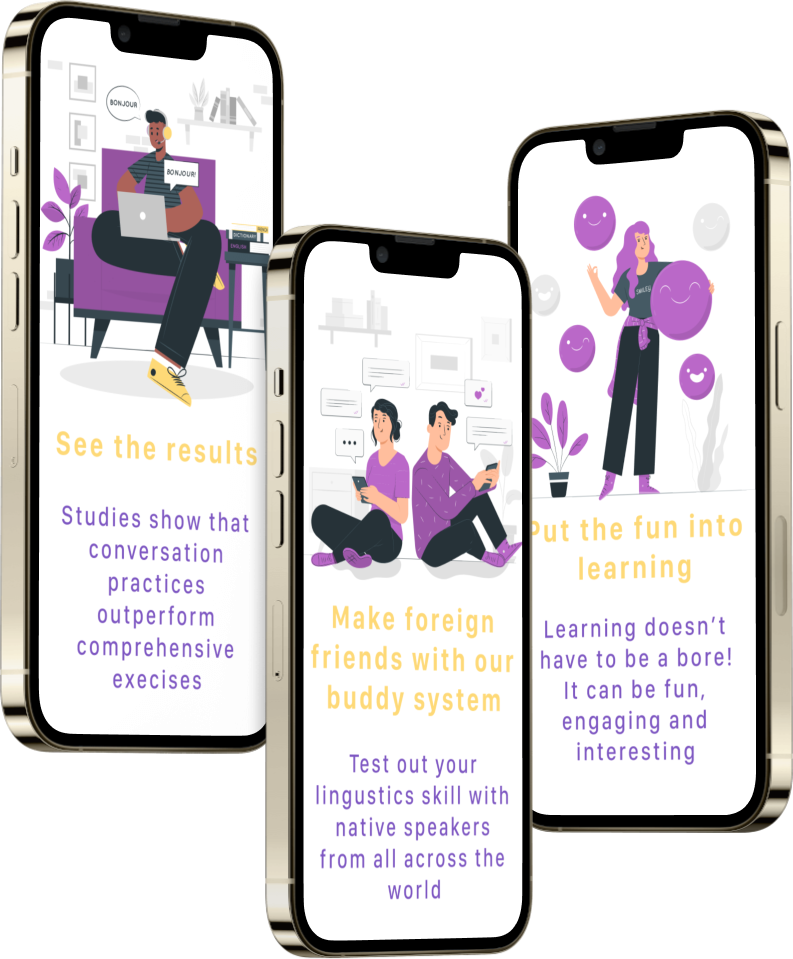 BONJOUR
BONJOUR!
DICTIONARY
ENGLISH
See the results
Studies show that
conversation
practices
outperform
comprehensive
execises
Make foreign
friends with our
buddy system
Test out your
lingustics skill with
native speakers
from all across the
world
Put the fun into
learning
Learning doesn’t
have to be a bore!
It can be fun,
engaging and
interesting